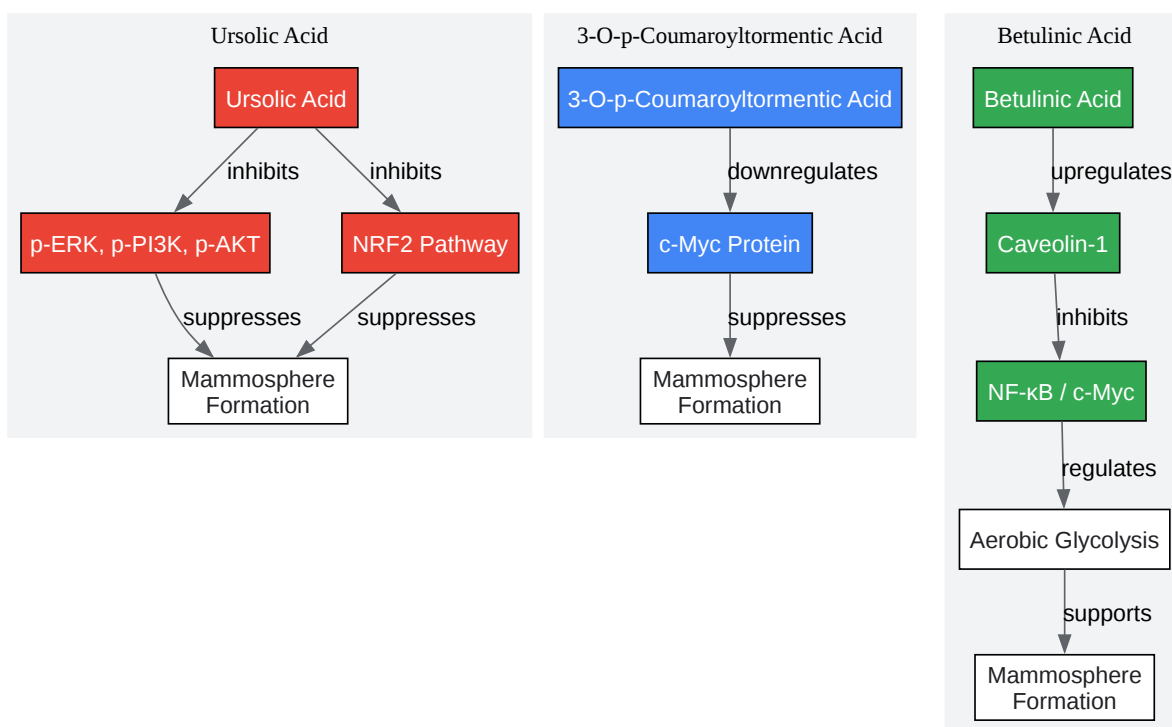 Ursolic Acid
Ursolic Acid
inhibits
inhibits
p-ERK, p-PI3K, p-AKT
NRF2 Pathway
suppresses
suppresses
Mammosphere
Formation
3-O-p-Coumaroyltormentic Acid
3-O-p-Coumaroyltormentic Acid
downregulates
c-Myc Protein
suppresses
Mammosphere
Formation
Betulinic Acid
Betulinic Acid
upregulates
Caveolin-1
inhibits
NF-κB / c-Myc
regulates
Aerobic Glycolysis
supports
Mammosphere
Formation